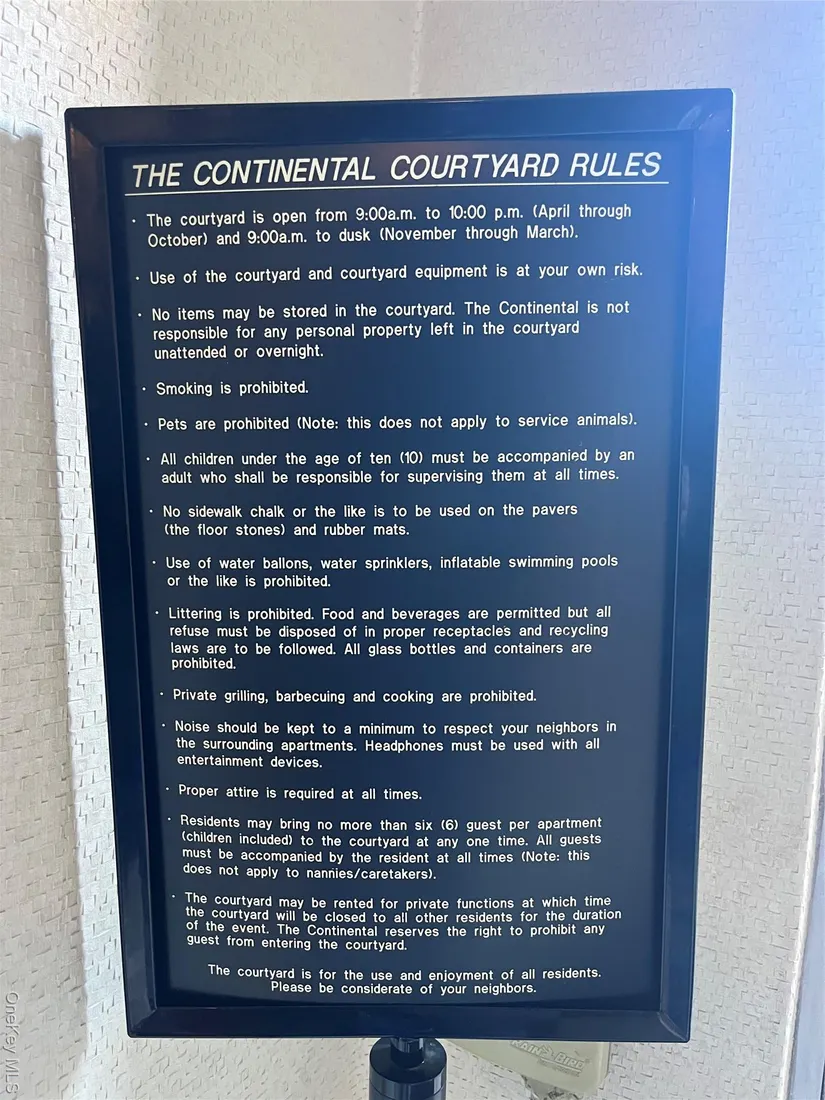 THE CONTINENTAL COURTYARD RULES
· The courtyard is open from 9:00a.m. to 10:00 p.m. (April through
October) and 9:00a.m. to dusk (November through March).
· Use of the courtyard and courtyard equipment is at your own risk.
· No items may be stored in the courtyard. The Continental is not
responsible for any personal property left in the courtyard
unattended or overnight.
· Smoking is prohibited.
· Pets are prohibited (Note: this does not apply to service animals).
· All children under the age of ten (10) must be accompanied by an
adult who shall be responsible for supervising them at all times.
· No sidewalk chalk or the like is to be used on the pavers
(the floor stones) and rubber mats.
· Use of water ballons, water sprinklers, inflatable swimming pools
or the like is prohibited.
· Littering is prohibited. Food and beverages are permitted but all
refuse must be disposed of in proper receptacles and recycling
laws are to be followed. All glass bottles and containers are
prohibited.
· Private grilling, barbecuing and cooking are prohibited.
· Noise should be kept to a minimum to respect your neighbors in
the surrounding apartments. Headphones must be used with all
entertainment devices.
· Proper attire is required at all times.
· Residents may bring no more than six (6) guest per apartment
(children included) to the courtyard at any one time. All guests
must be accompanied by the resident at all times (Note: this
does not apply to nannies/caretakers).
· The courtyard may be rented for private functions at which time
the courtyard will be closed to all other residents for the duration
of the event. The Continental reserves the right to prohibit any
guest from entering the courtyard.
The courtyard is for the use and enjoyment of all residents.
Please be considerate of your neighbors.
RAIN BIRD
OneKey MLS